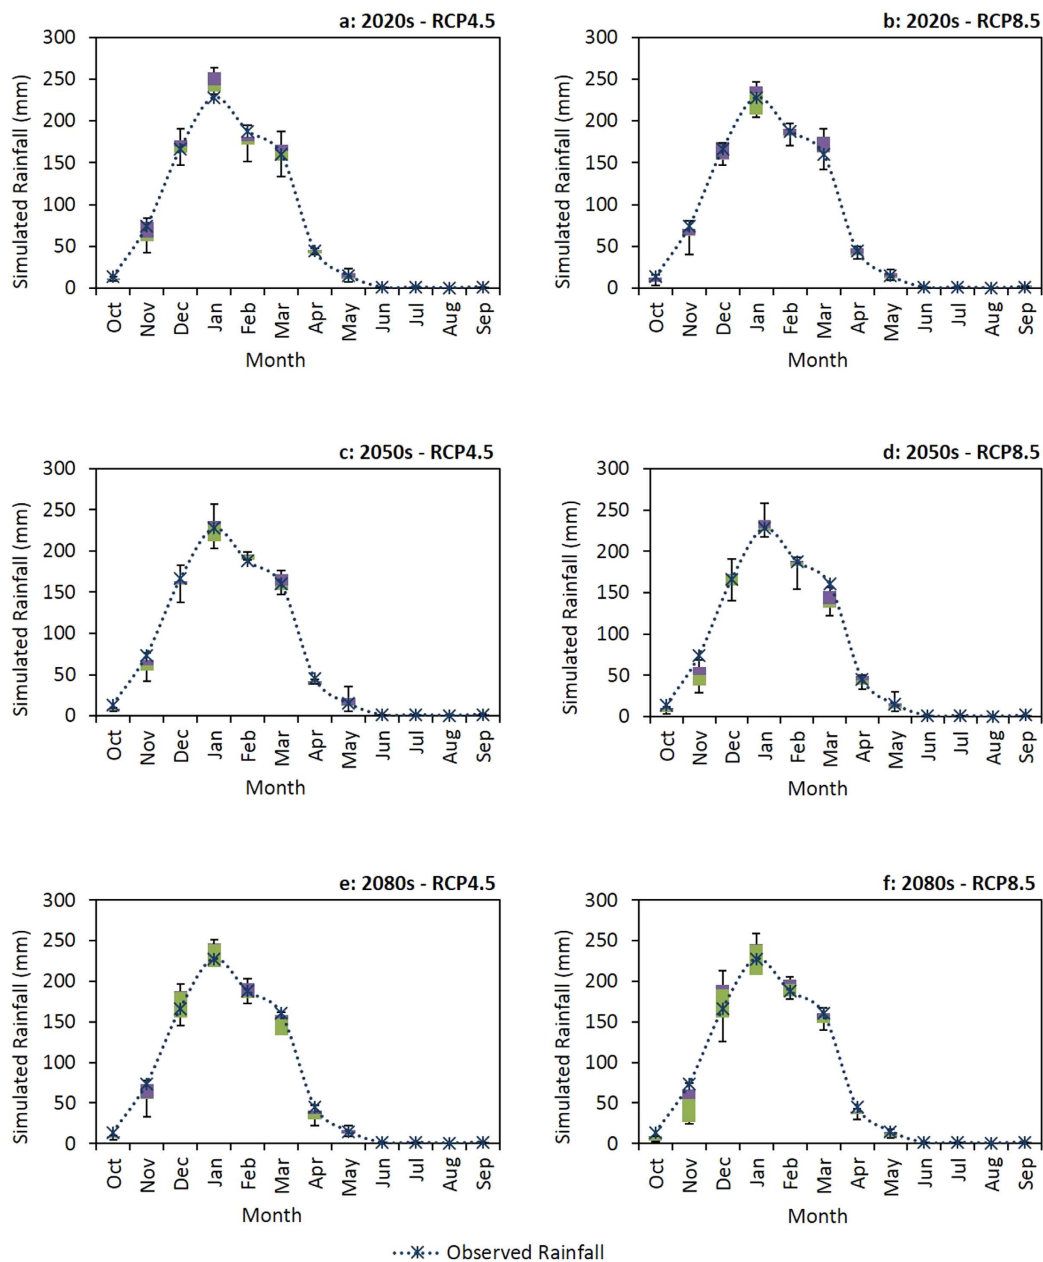 a: 2020s - RCP4.5
300
250
200
150
100
50
0
Simulated Rainfall (mm)
Oct Nov Dec Jan Feb Mar Apr May Jun Jul Aug Sep
Month
b: 2020s - RCP8.5
300
250
200
150
100
50
0
Simulated Rainfall (mm)
Oct Nov Dec Jan Feb Mar Apr May Jun Jul Aug Sep
Month
c: 2050s - RCP4.5
300
250
200
150
100
50
0
Simulated Rainfall (mm)
Oct Nov Dec Jan Feb Mar Apr May Jun Jul Aug Sep
Month
d: 2050s - RCP8.5
300
250
200
150
100
50
0
Simulated Rainfall (mm)
Oct Nov Dec Jan Feb Mar Apr May Jun Jul Aug Sep
Month
e: 2080s - RCP4.5
300
250
200
150
100
50
0
Simulated Rainfall (mm)
Oct Nov Dec Jan Feb Mar Apr May Jun Jul Aug Sep
Month
f: 2080s - RCP8.5
300
250
200
150
100
50
0
Simulated Rainfall (mm)
Oct Nov Dec Jan Feb Mar Apr May Jun Jul Aug Sep
Month
Observed Rainfall